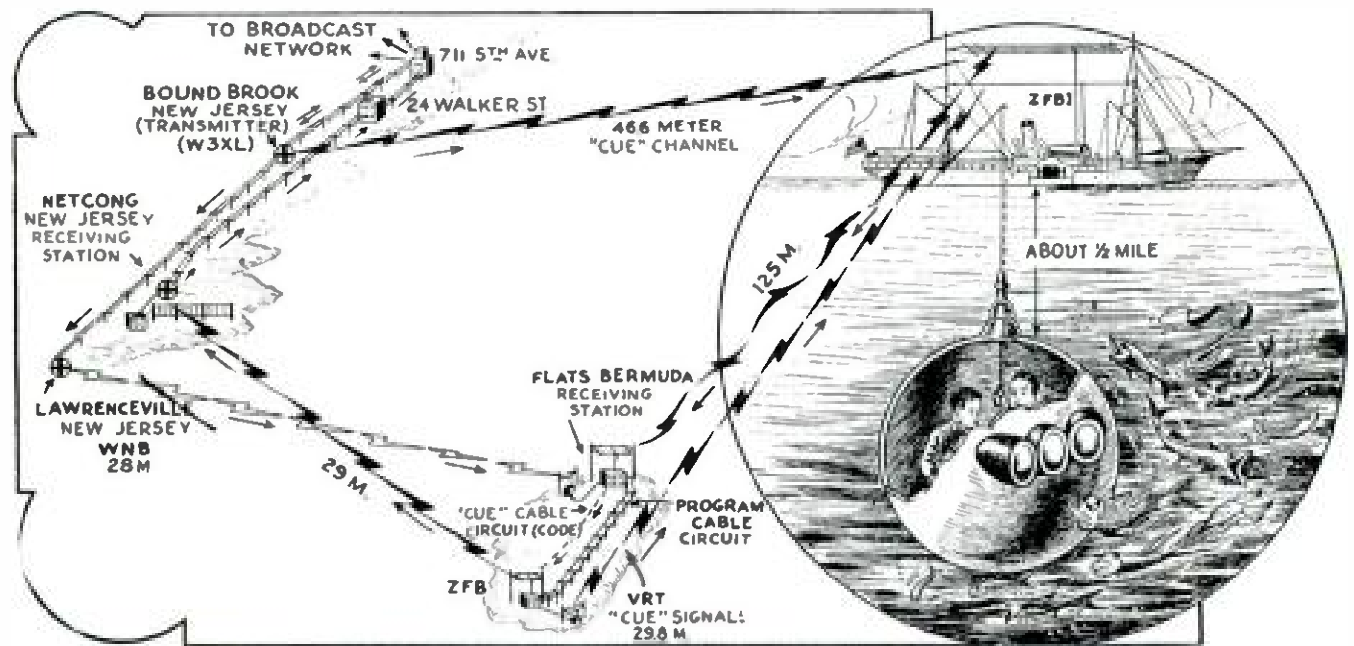 TO BROADCAST
NETWORK
711 5TH AVE
BOUND BROOK
NEW JERSEY
(TRANSMITTER)
(W3XL)
24 WALKER ST
466 METER
"CUE" CHANNEL
ZFB1
NETCONG
NEW JERSEY
RECEIVING
STATION
ABOUT ½ MILE
125 M.
LAWRENCEVILLE
NEW JERSEY
WNB
28 M
29 M.
FLATS BERMUDA
RECEIVING
STATION
"CUE" CABLE
CIRCUIT (CODE)
PROGRAM
CABLE
CIRCUIT
ZFB
VRT
"CUE" SIGNALS
29.8 M